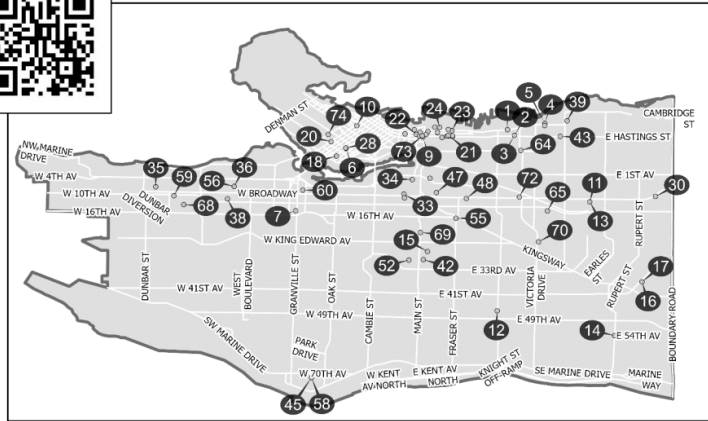 5
74
10
22
24
23
1
2
4
39
CAMBRIDGE
ST
DENMAN ST
20
18
28
6
73
9
21
3
64
43
E HASTINGS ST
NW MARINE
DRIVE
35
59
56
36
W 4TH AV
W 10TH AV
W 16TH AV
DUNBAR
DIVERSION
68
38
W BROADWAY
7
60
34
33
47
48
72
65
11
13
E 1ST AV
30
W 16TH AV
55
70
KINGSWAY
W KING EDWARD AV
15
69
52
42
E 33RD AV
EARLES
ST
RUPERT ST
RUPERT ST
17
16
DUNBAR ST
WEST
BOULEVARD
GRANVILLE ST
OAK ST
CAMBIE ST
MAIN ST
FRASER ST
VICTORIA
DRIVE
BOUNDARY ROAD
W 41ST AV
E 41ST AV
W 49TH AV
E 49TH AV
12
14
E 54TH AV
SW MARINE DRIVE
PARK
DRIVE
W 70TH AV
W KENT
AV NORTH
E KENT AV
NORTH
KNIGHT ST
OFF-RAMP
SE MARINE DRIVE
MARINE
WAY
45
58